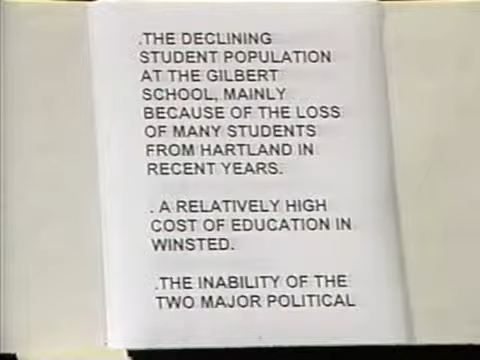 .THE DECLINING
STUDENT POPULATION
AT THE GILBERT
SCHOOL, MAINLY
BECAUSE OF THE LOSS
OF MANY STUDENTS
FROM HARTLAND IN
RECENT YEARS.
. A RELATIVELY HIGH
COST OF EDUCATION IN
WINSTED.
.THE INABILITY OF THE
TWO MAJOR POLITICAL